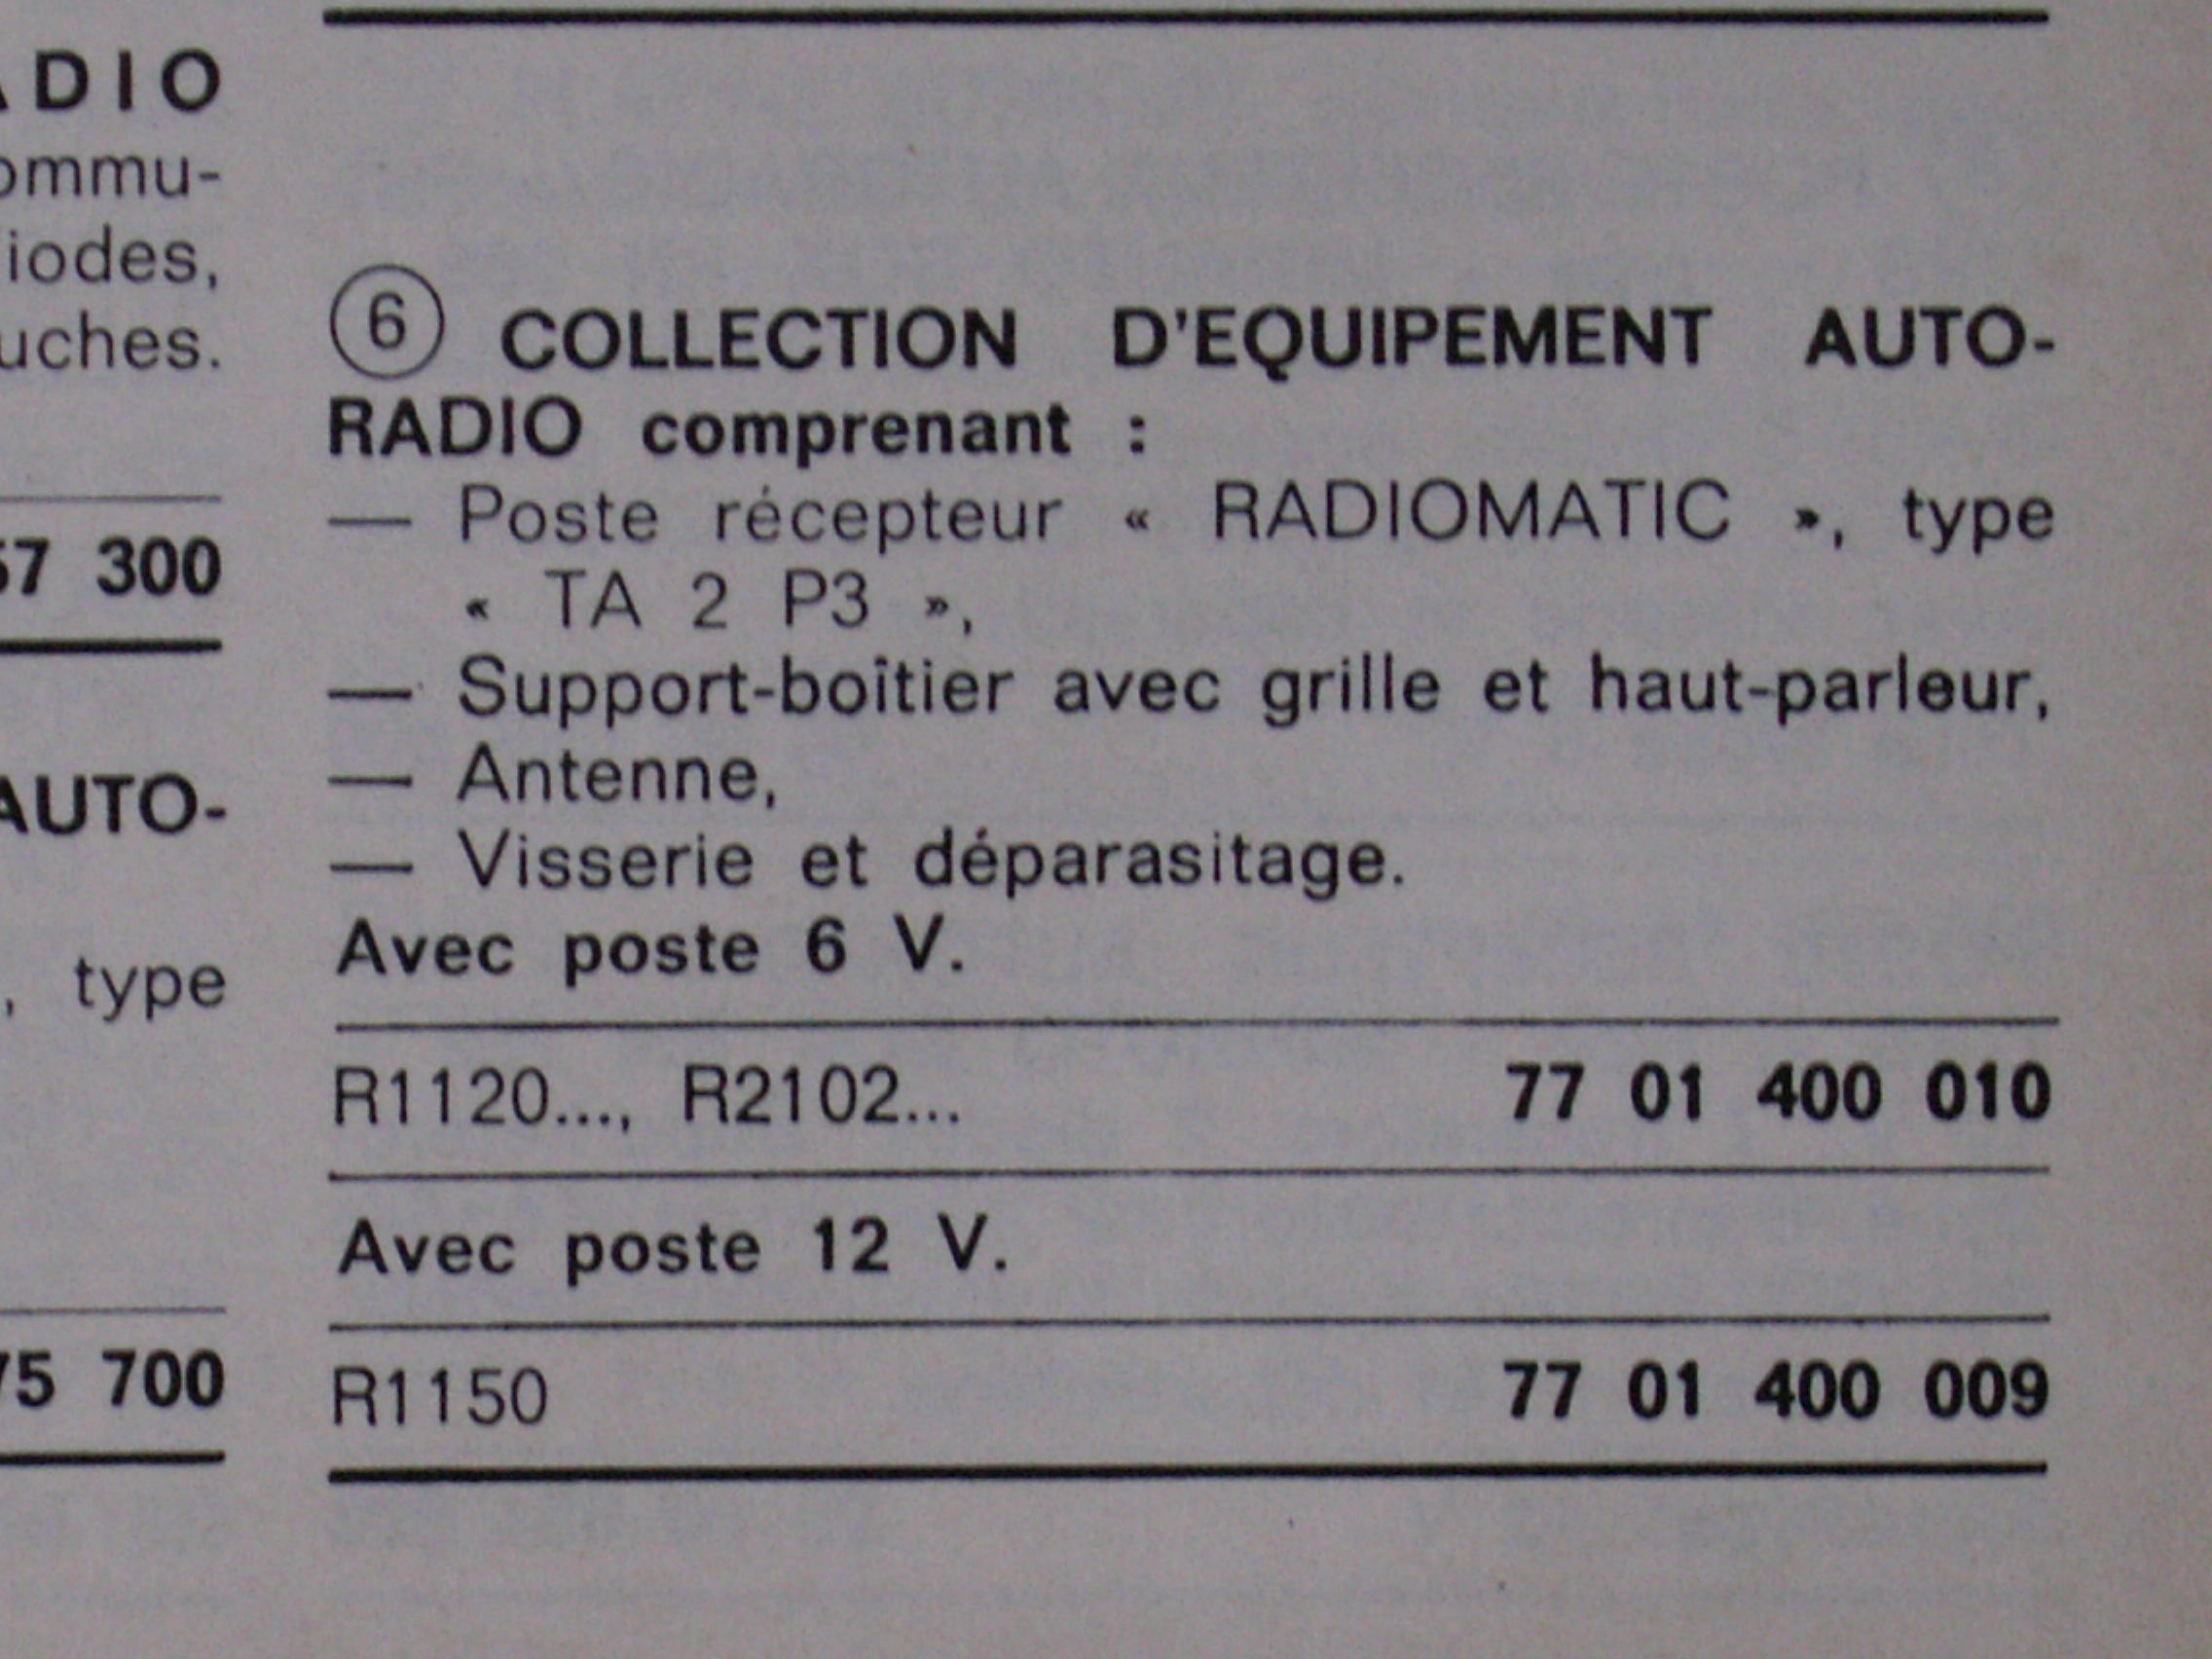 ADIO
ommu-
iodes,
uches.
57 300
AUTO-
, type
75 700
6 COLLECTION D'EQUIPEMENT AUTO-
RADIO comprenant :
— Poste récepteur « RADIOMATIC », type
« TA 2 P3 »,
— Support-boîtier avec grille et haut-parleur,
— Antenne,
— Visserie et déparasitage.
Avec poste 6 V.
R1120..., R2102... 77 01 400 010
Avec poste 12 V.
R1150 77 01 400 009